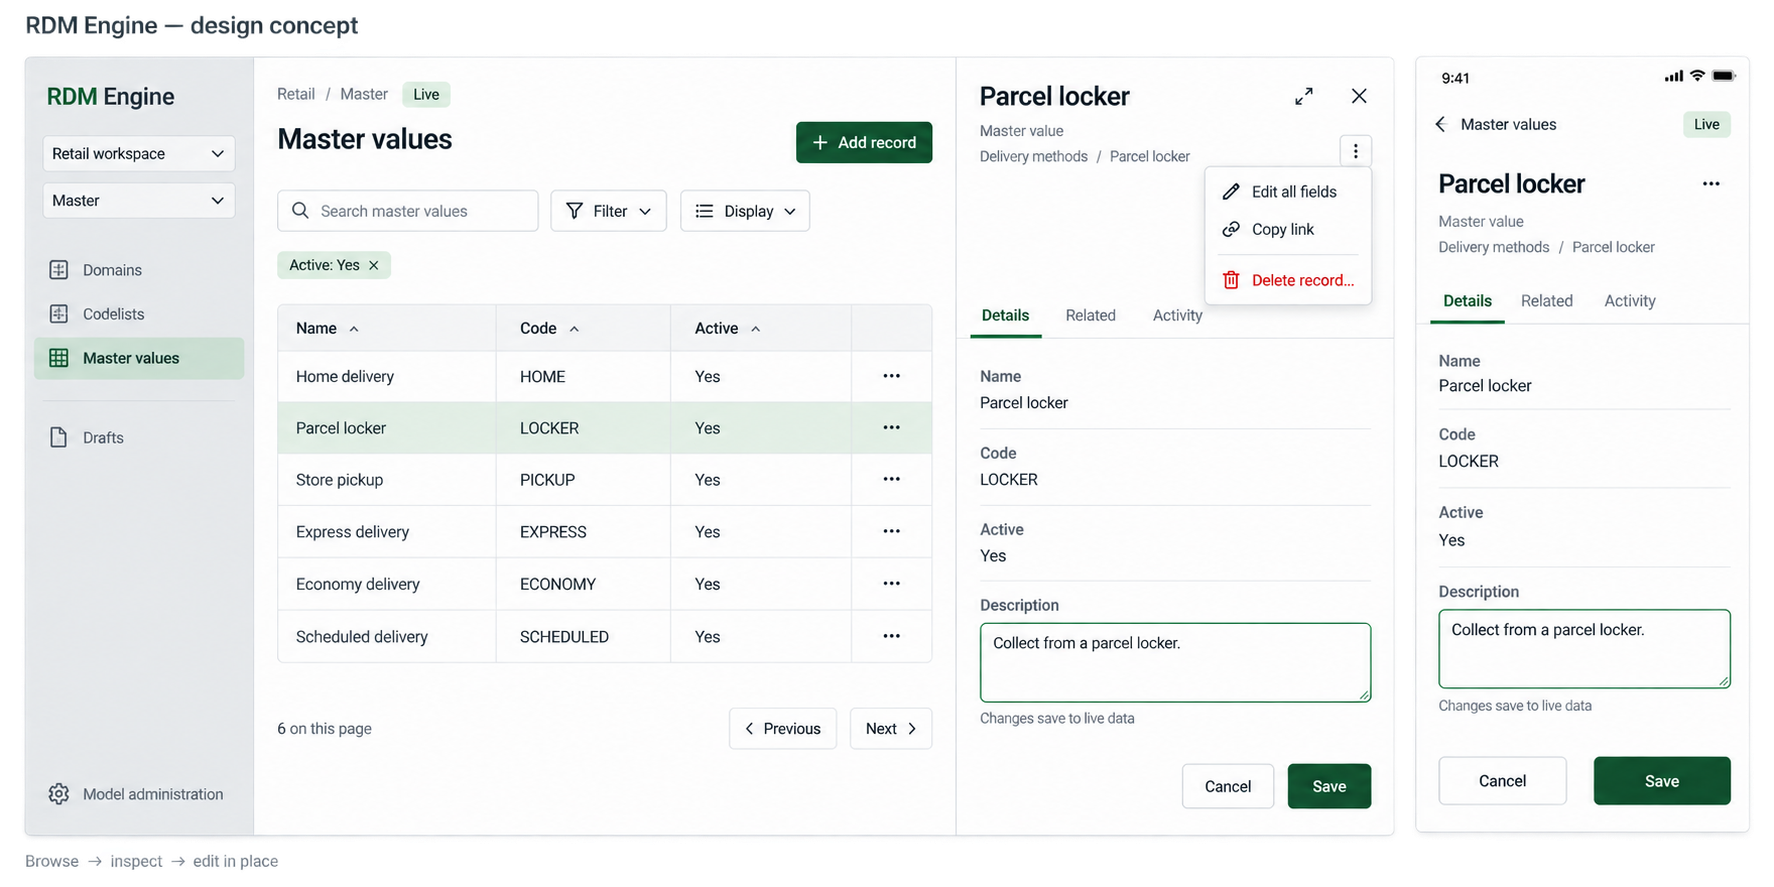 RDM Engine — design concept
RDM Engine
Retail workspace
Master
Domains
Codelists
Master values
Drafts
Model administration
Retail / Master Live
Master values
+ Add record
Search master values
Filter
Display
Active: Yes ×
Name Code Active
Home delivery HOME Yes
Parcel locker LOCKER Yes
Store pickup PICKUP Yes
Express delivery EXPRESS Yes
Economy delivery ECONOMY Yes
Scheduled delivery SCHEDULED Yes
6 on this page
Previous
Next
Parcel locker
Master value
Delivery methods / Parcel locker
Edit all fields
Copy link
Delete record...
Details Related Activity
Name
Parcel locker
Code
LOCKER
Active
Yes
Description
Collect from a parcel locker.
Changes save to live data
Cancel
Save
9:41
Master values
Live
Parcel locker
Master value
Delivery methods / Parcel locker
Details Related Activity
Name
Parcel locker
Code
LOCKER
Active
Yes
Description
Collect from a parcel locker.
Changes save to live data
Cancel
Save
Browse → inspect → edit in place